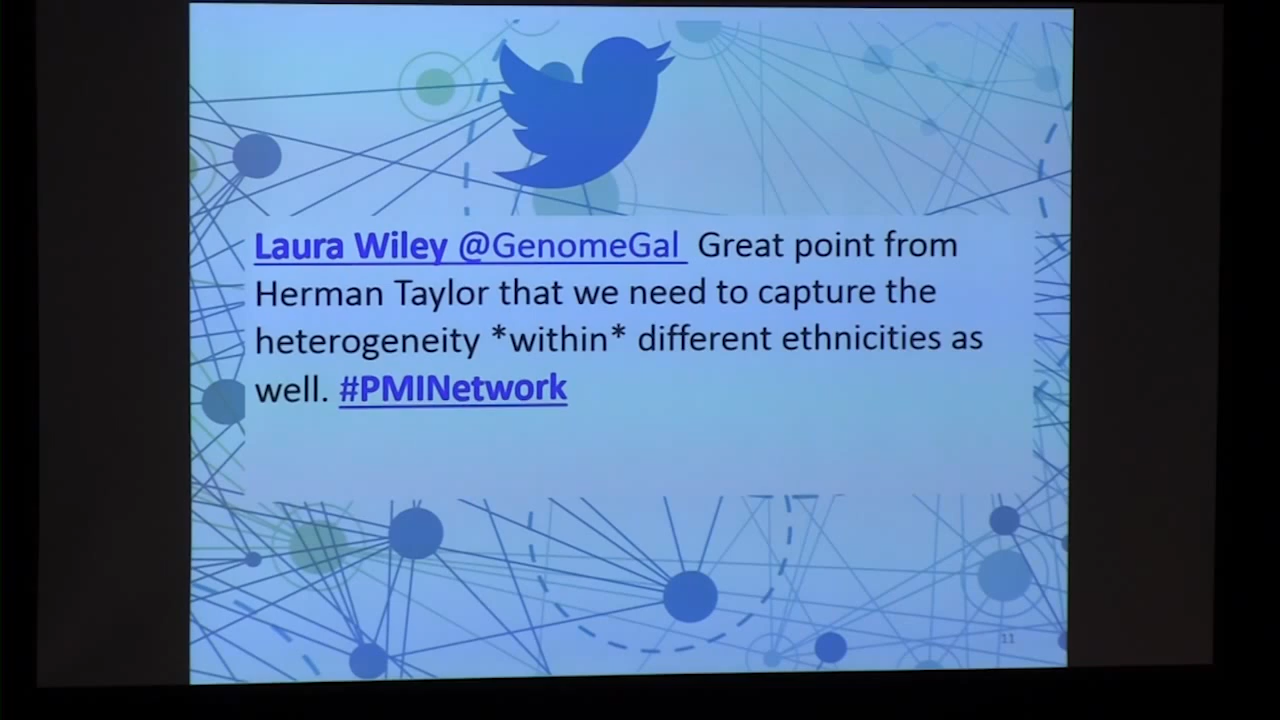 Laura Wiley @GenomeGal Great point from
Herman Taylor that we need to capture the
heterogeneity *within* different ethnicities as
well. #PMINetwork
11